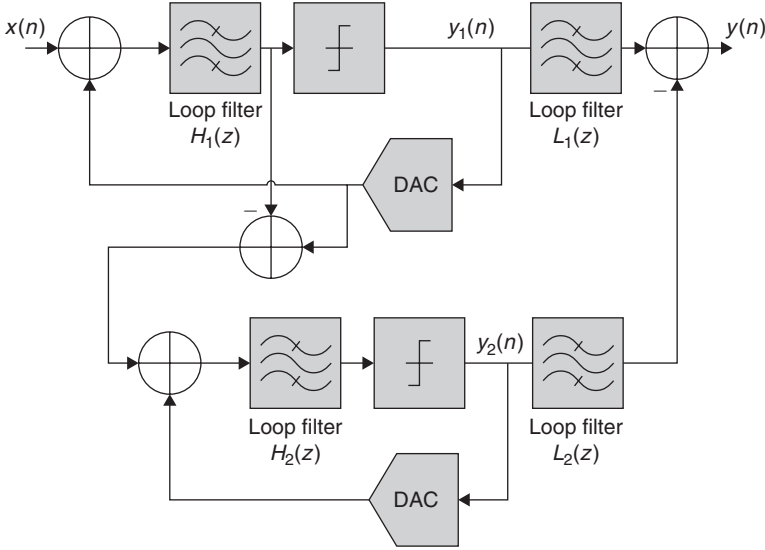 x(n)
y₁(n)
y(n)
–
Loop filter
H₁(z)
Loop filter
L₁(z)
DAC
–
y₂(n)
Loop filter
H₂(z)
Loop filter
L₂(z)
DAC